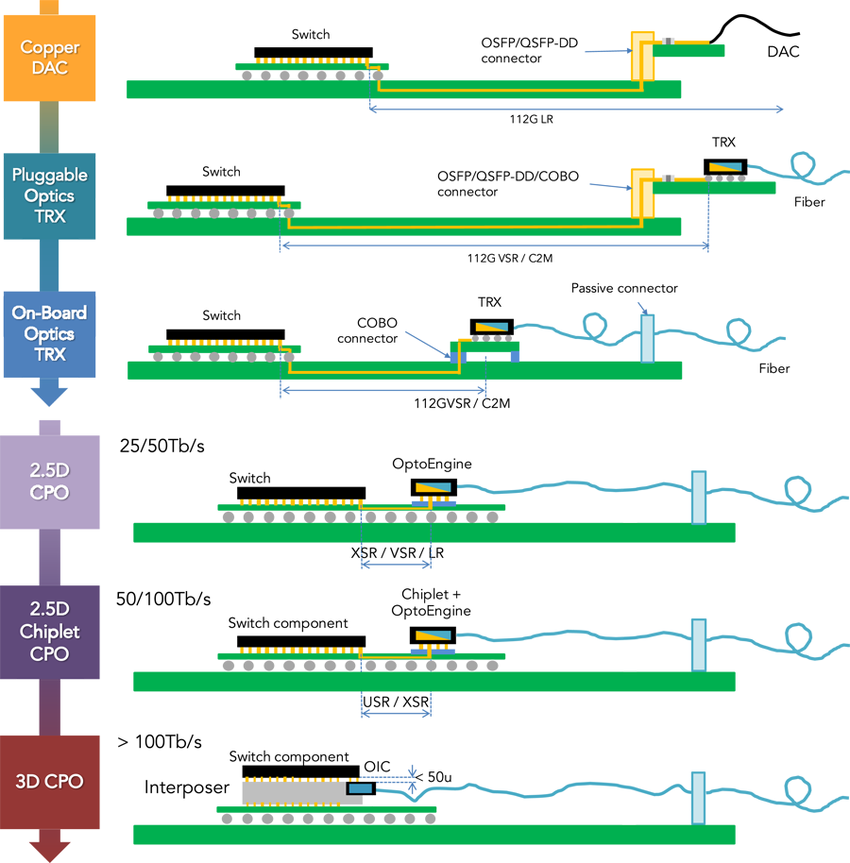 Copper
DAC
Switch
OSFP/QSFP-DD
connector
DAC
112G LR
Pluggable
Optics
TRX
Switch
OSFP/QSFP-DD/COBO
connector
TRX
Fiber
112G VSR / C2M
On-Board
Optics
TRX
Switch
COBO
connector
TRX
Passive connector
Fiber
112GVSR / C2M
2.5D
CPO
25/50Tb/s
Switch
OptoEngine
XSR / VSR / LR
2.5D
Chiplet
CPO
50/100Tb/s
Switch component
Chiplet +
OptoEngine
USR / XSR
3D CPO
> 100Tb/s
Switch component
OIC
< 50u
Interposer